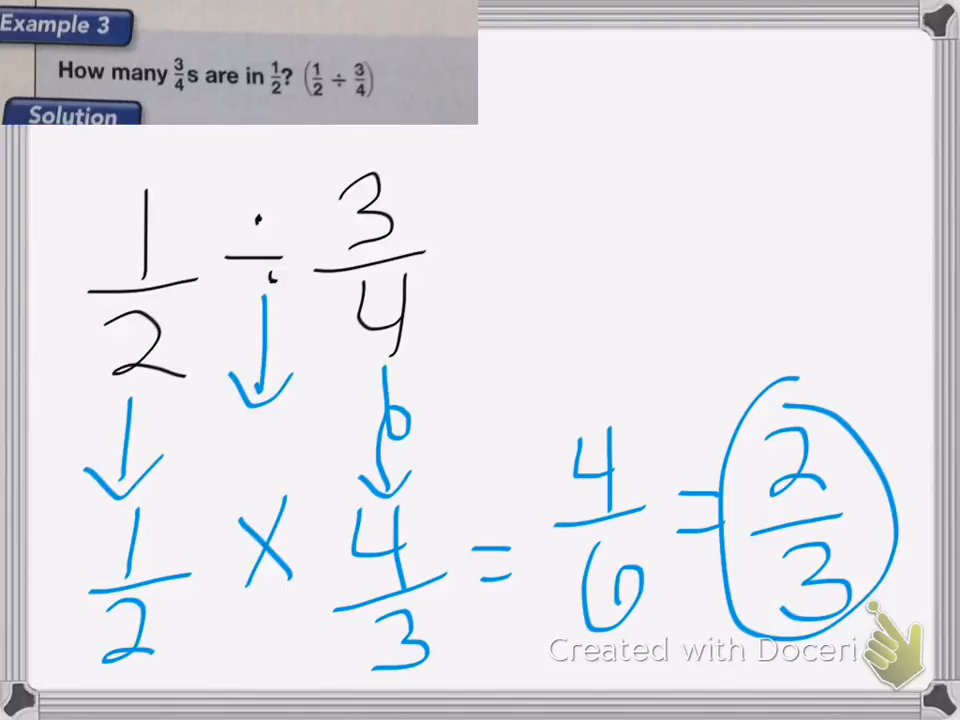 Example 3
How many 3/4s are in 1/2? (1/2 ÷ 3/4)
Solution
1/2 ÷ 3/4
1/2 × 4/3 = 4/6 = 2/3
Created with Doceri